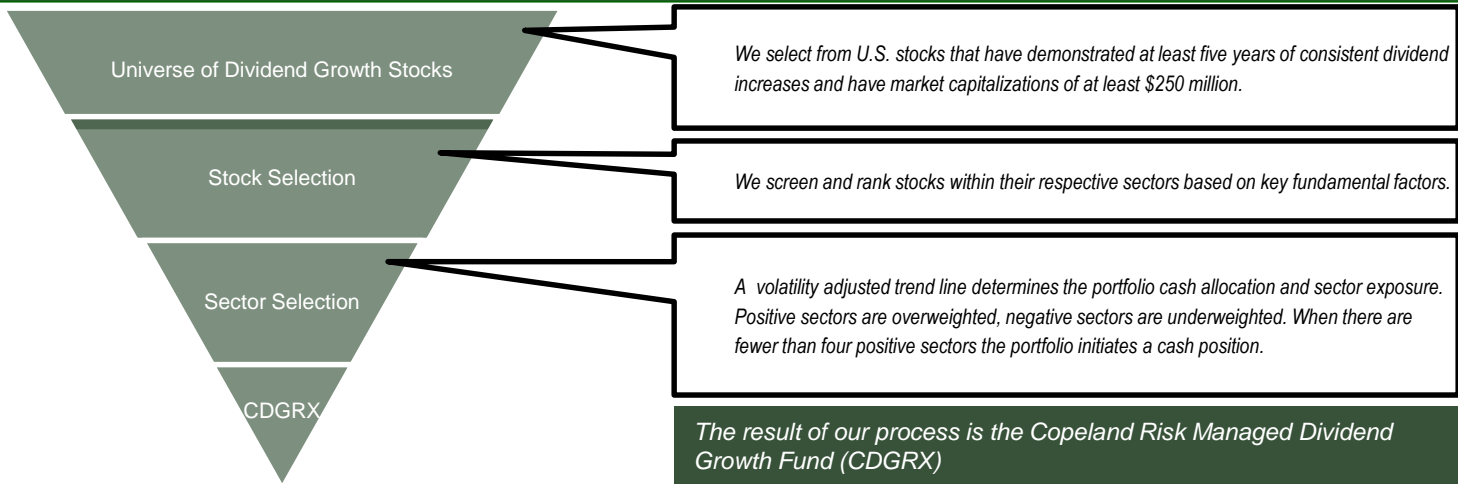 Universe of Dividend Growth Stocks
We select from U.S. stocks that have demonstrated at least five years of consistent dividend
increases and have market capitalizations of at least $250 million.
Stock Selection
We screen and rank stocks within their respective sectors based on key fundamental factors.
Sector Selection
A volatility adjusted trend line determines the portfolio cash allocation and sector exposure.
Positive sectors are overweighted, negative sectors are underweighted. When there are
fewer than four positive sectors the portfolio initiates a cash position.
CDGRX
The result of our process is the Copeland Risk Managed Dividend
Growth Fund (CDGRX)